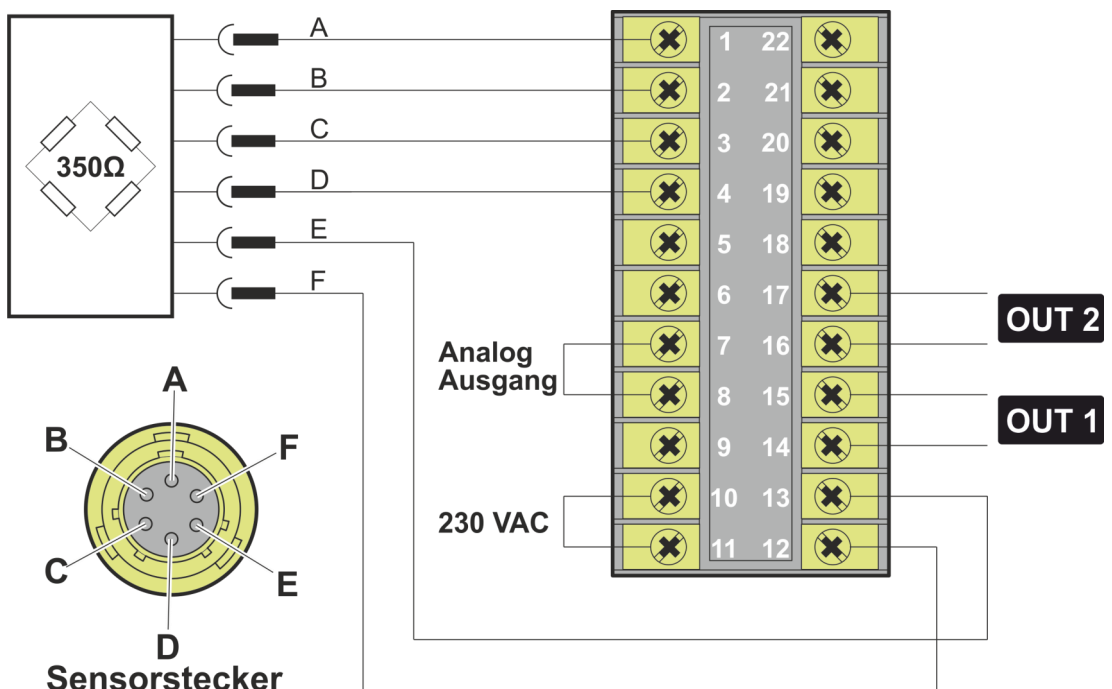 A
B
C
D
E
F
350Ω
1 22
2 21
3 20
4 19
5 18
6 17
7 16
8 15
9 14
10 13
11 12
OUT 2
OUT 1
Analog
Ausgang
230 VAC
A
B
F
C
E
D
Sensorstecker